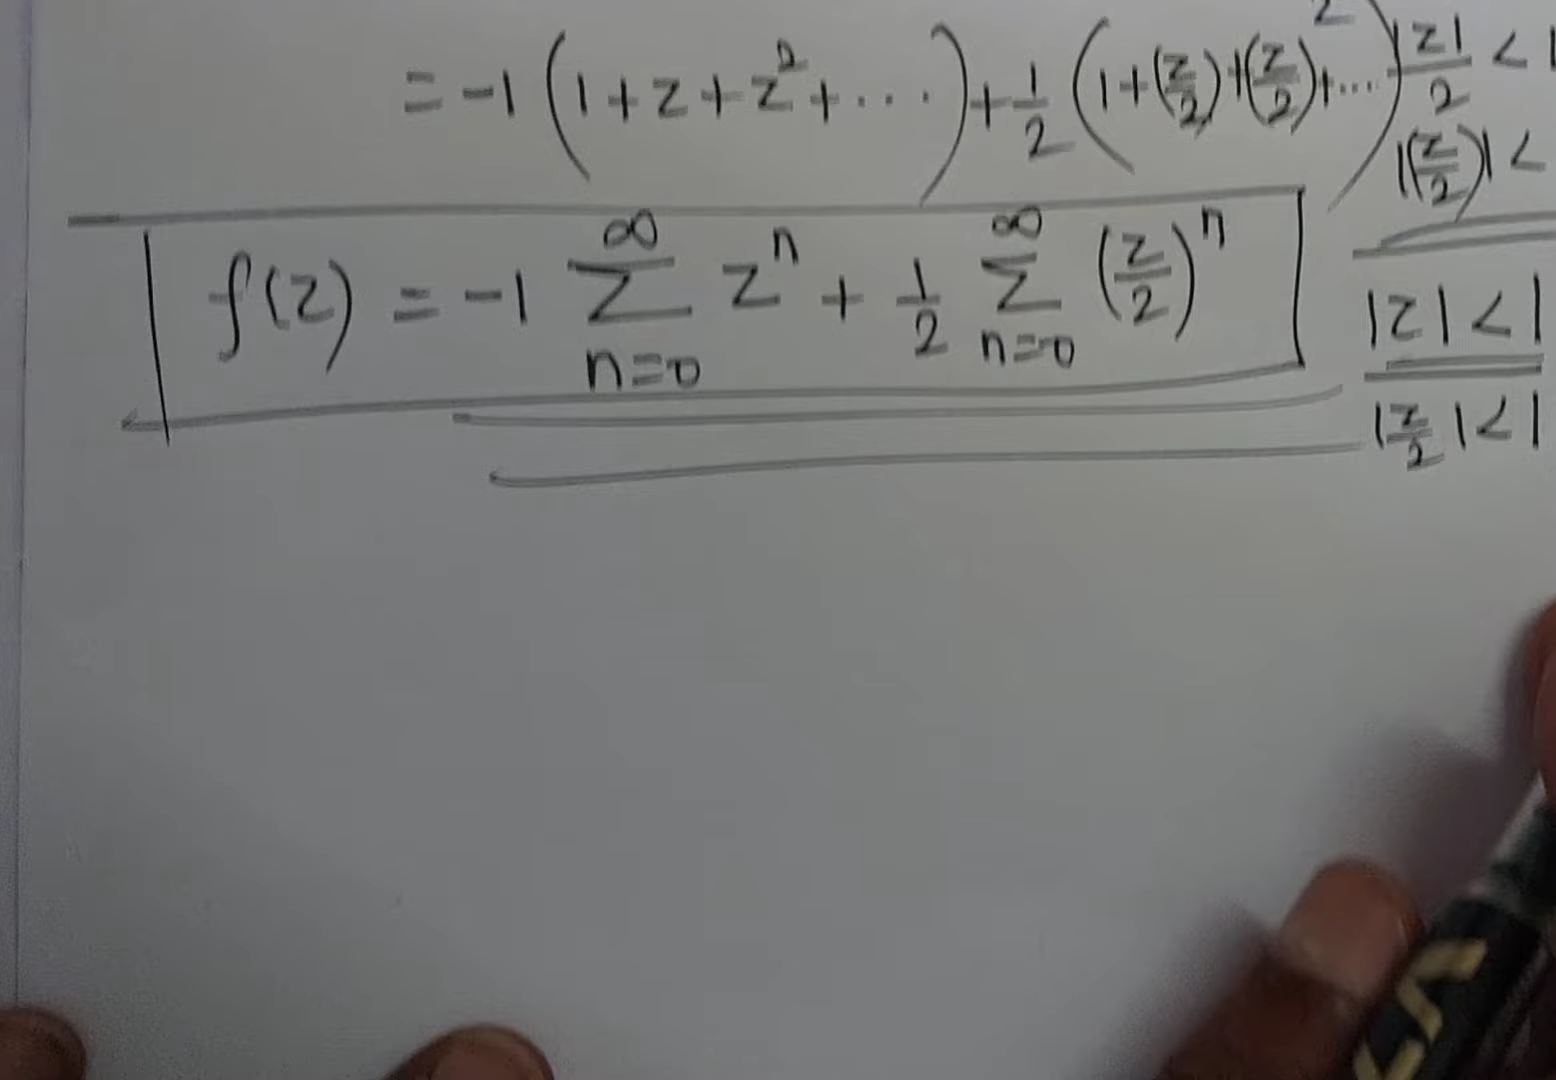 = -1 (1 + z + z² + ...) + 1/2 (1 + (z/2) + (z/2)² + ...) |z|/2 < 1
|(z/2)| <
f(z) = -1 ∑_{n=0}^{∞} z^n + 1/2 ∑_{n=0}^{∞} (z/2)^n
|z| < 1
|z/2| < 1